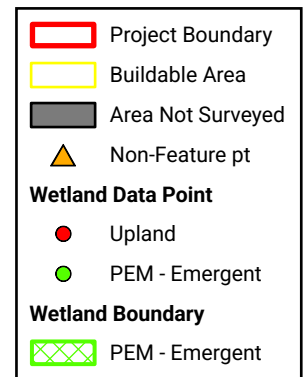 Project Boundary
Buildable Area
Area Not Surveyed
Non-Feature pt
Wetland Data Point
Upland
PEM - Emergent
Wetland Boundary
PEM - Emergent